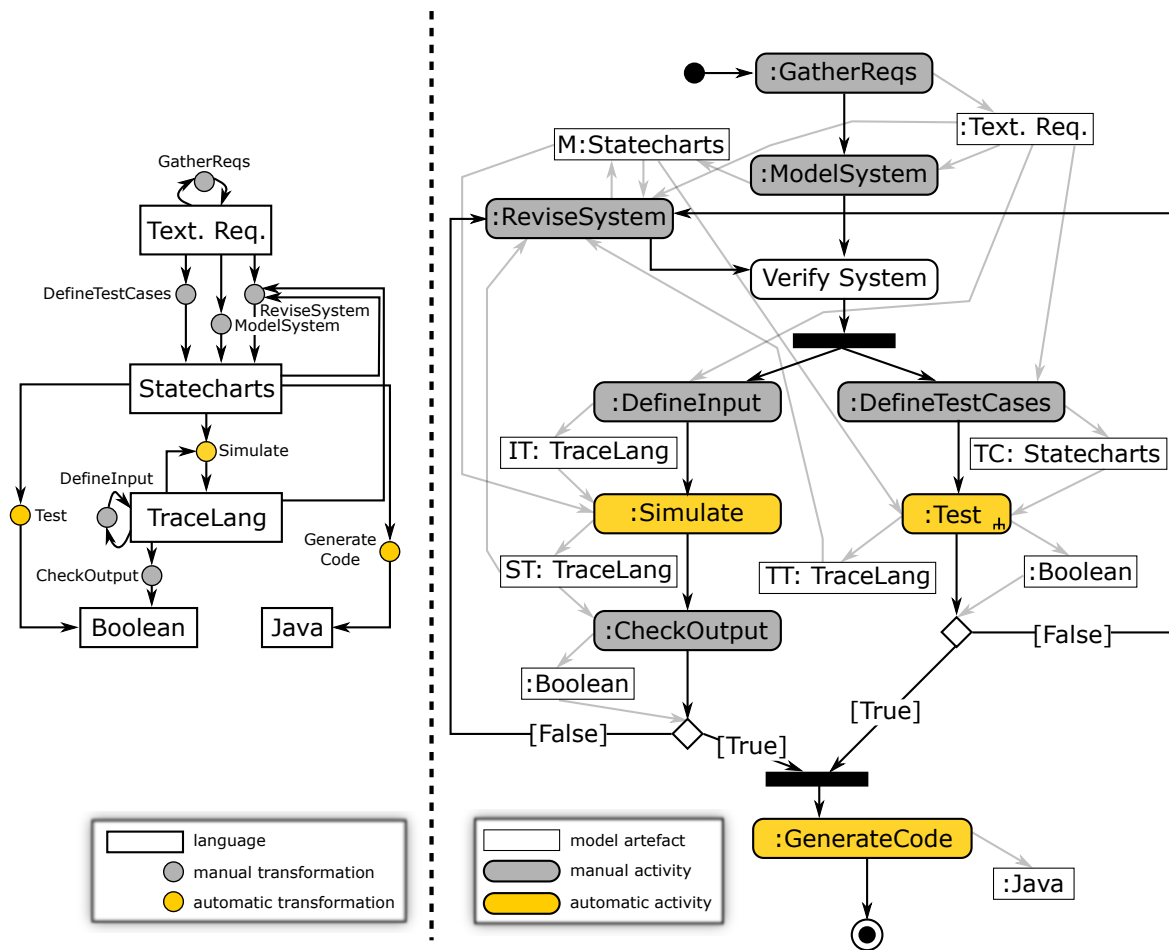 GatherReqs
Text. Req.
DefineTestCases
ReviseSystem
ModelSystem
Statecharts
Simulate
DefineInput
Test
TraceLang
Generate
Code
CheckOutput
Boolean
Java
language
manual transformation
automatic transformation
:GatherReqs
:Text. Req.
M:Statecharts
:ModelSystem
:ReviseSystem
Verify System
:DefineInput
:DefineTestCases
IT: TraceLang
TC: Statecharts
:Simulate
:Test
ST: TraceLang
TT: TraceLang
:Boolean
:CheckOutput
[False]
:Boolean
[True]
[False]
[True]
:GenerateCode
:Java
model artefact
manual activity
automatic activity